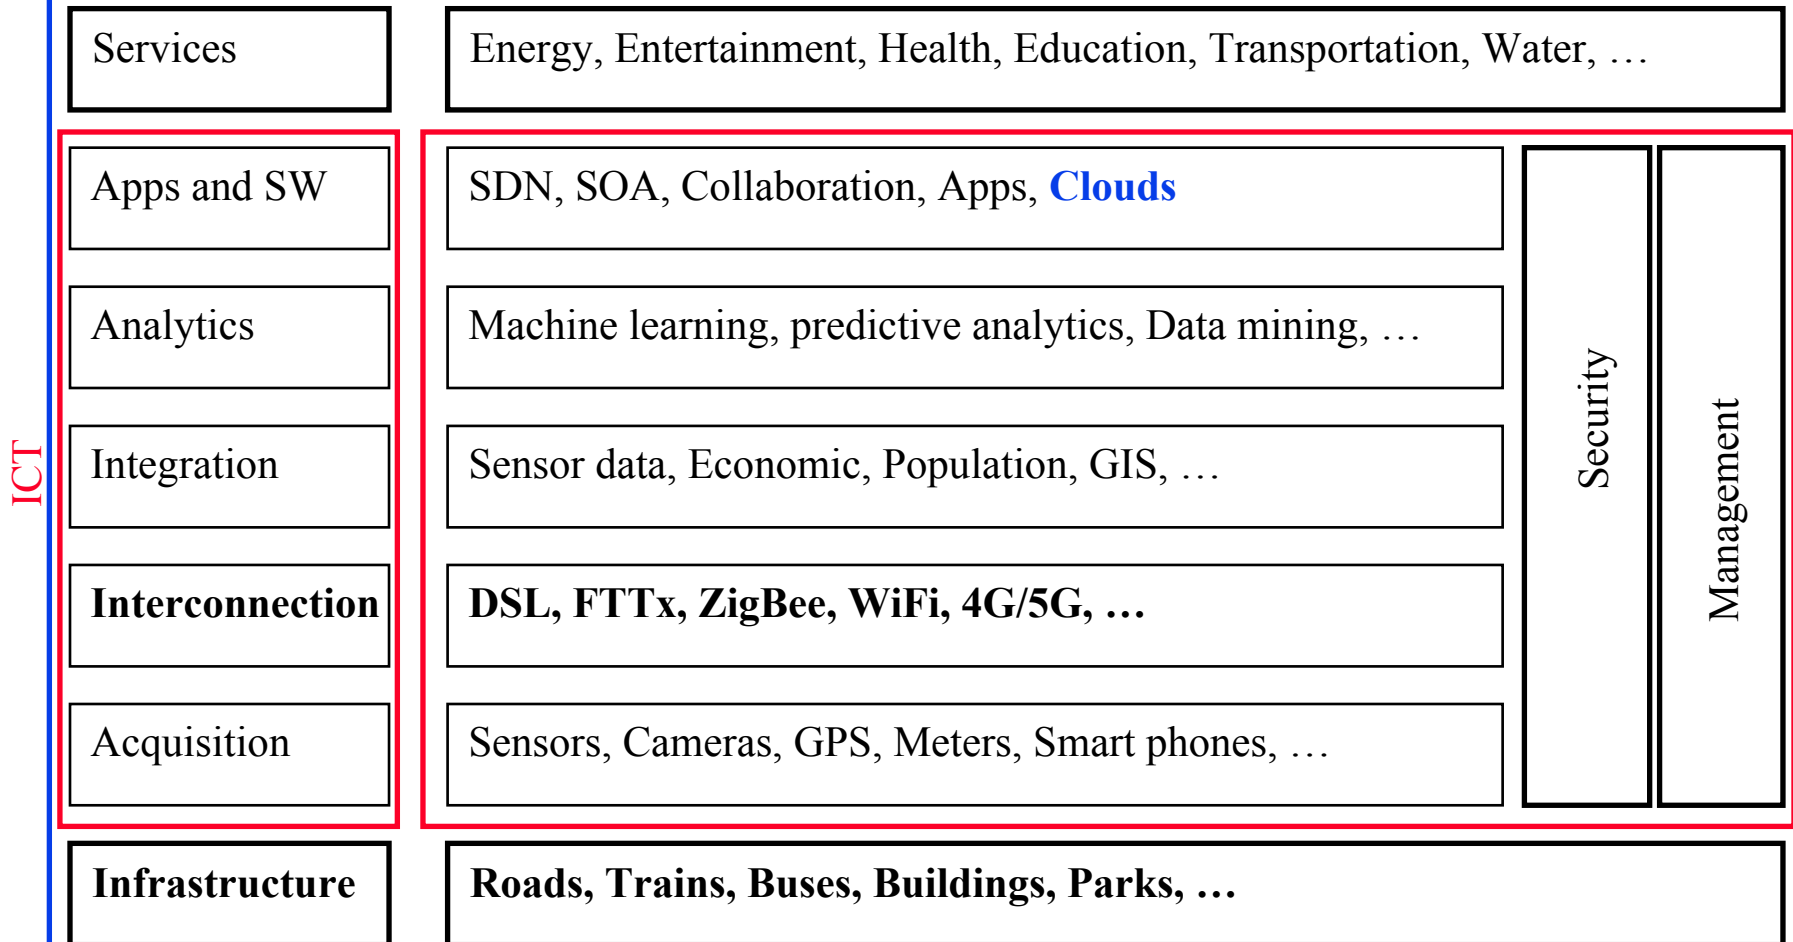 Services
Energy, Entertainment, Health, Education, Transportation, Water, …
Apps and SW
SDN, SOA, Collaboration, Apps, Clouds
Analytics
Machine learning, predictive analytics, Data mining, …
Integration
Sensor data, Economic, Population, GIS, …
Interconnection
DSL, FTTx, ZigBee, WiFi, 4G/5G, …
Acquisition
Sensors, Cameras, GPS, Meters, Smart phones, …
Infrastructure
Roads, Trains, Buses, Buildings, Parks, …
ICT
Security
Management